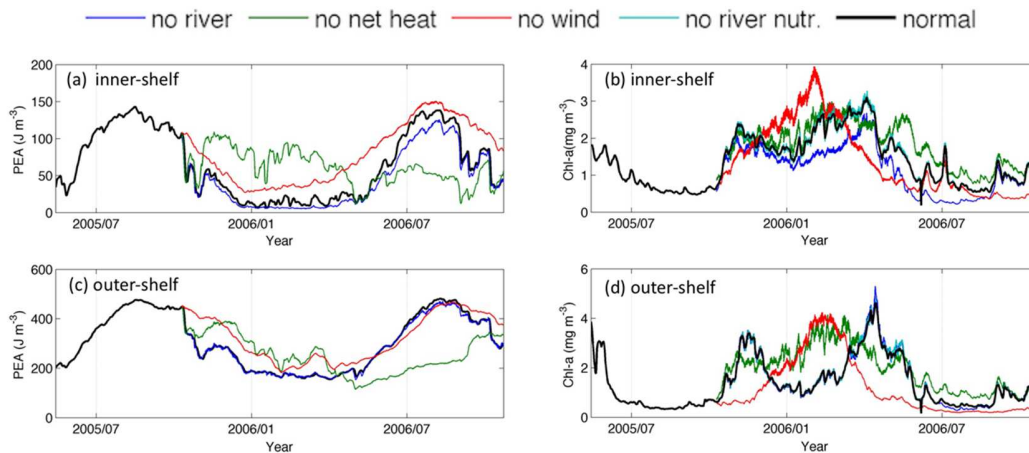 no river no net heat no wind no river nutr. normal
(a) inner-shelf
PEA (J m-3)
200
150
100
50
0
2005/07 2006/01 2006/07
Year
(b) inner-shelf
Chl-a(mg m-3)
4
3
2
1
0
2005/07 2006/01 2006/07
Year
(c) outer-shelf
PEA (J m-3)
600
400
200
0
2005/07 2006/01 2006/07
Year
(d) outer-shelf
Chl-a (mg m-3)
6
4
2
0
2005/07 2006/01 2006/07
Year